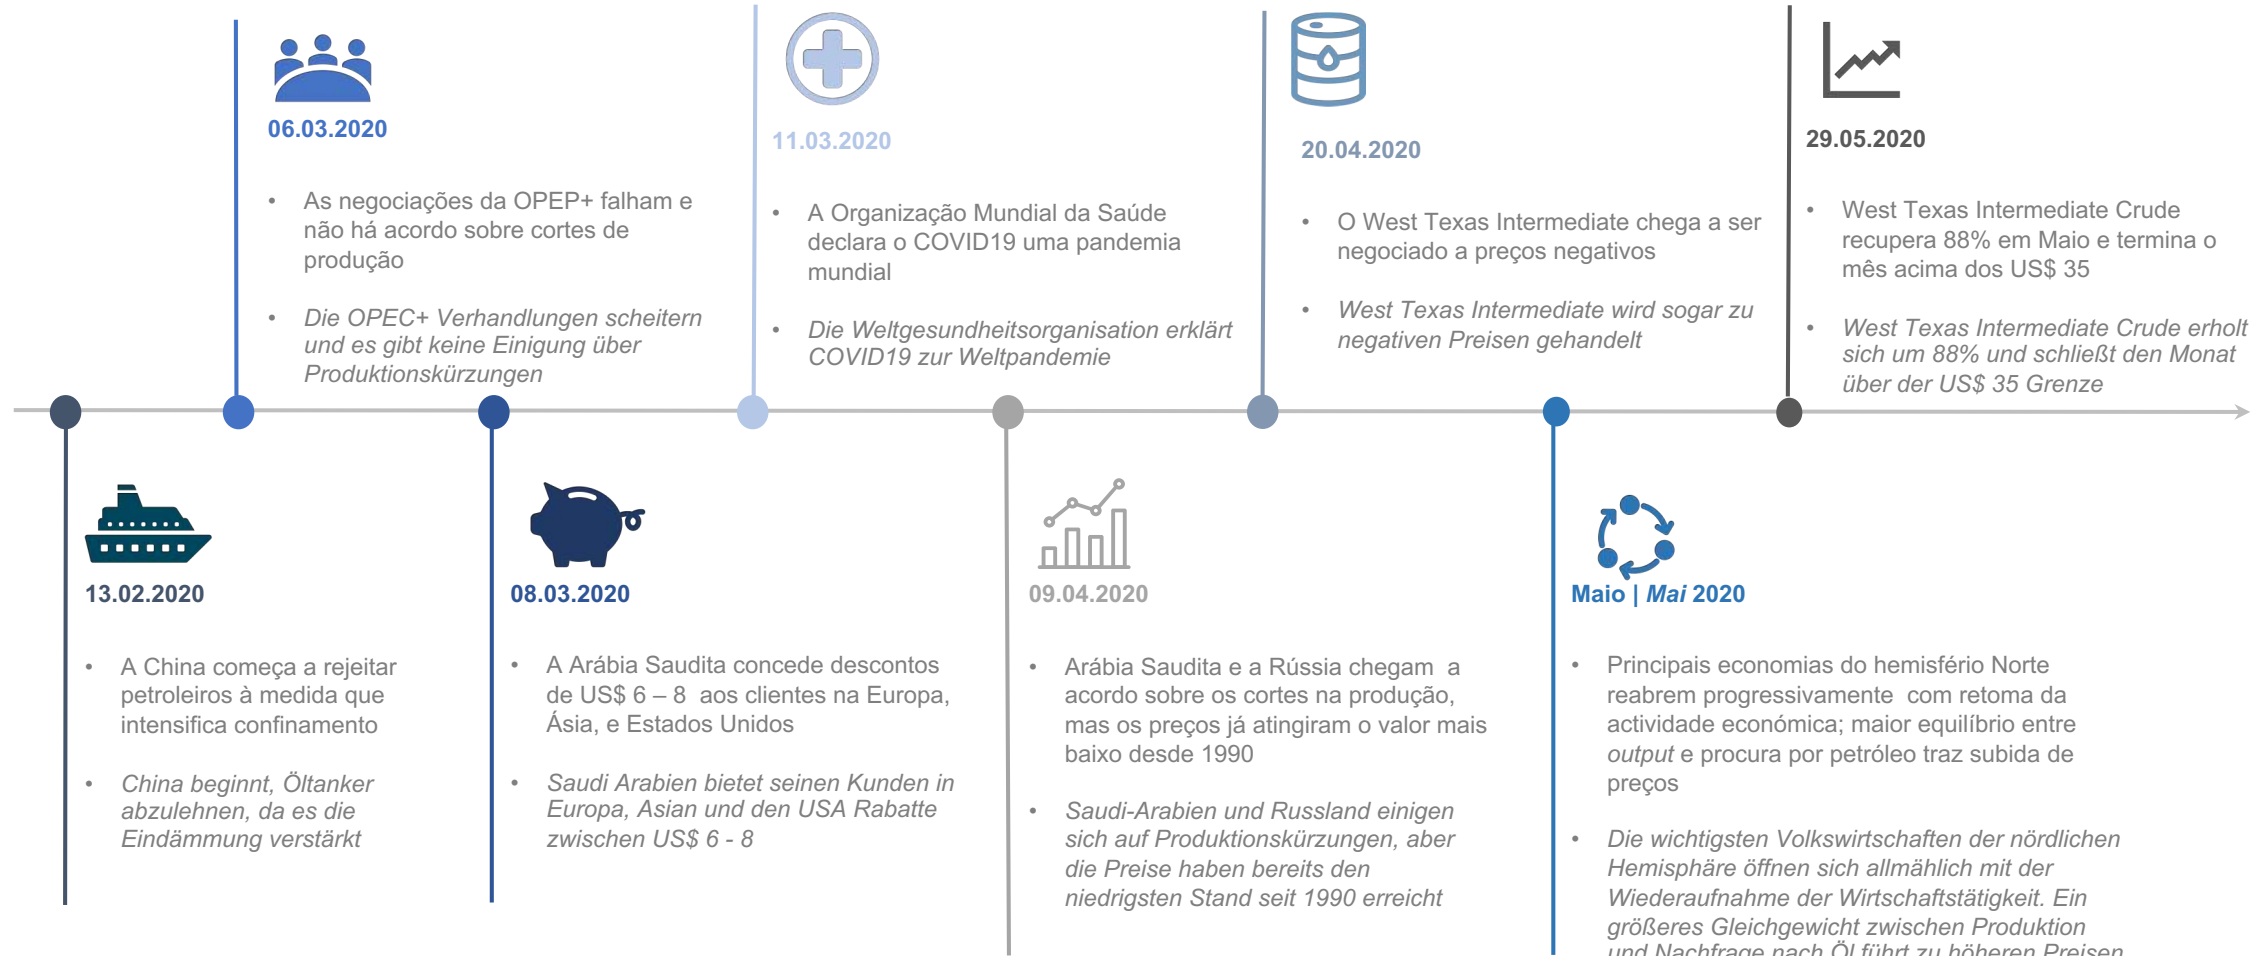 06.03.2020
• As negociações da OPEP+ falham e
não há acordo sobre cortes de
produção
• Die OPEC+ Verhandlungen scheitern
und es gibt keine Einigung über
Produktionskürzungen
11.03.2020
• A Organização Mundial da Saúde
declara o COVID19 uma pandemia
mundial
• Die Weltgesundheitsorganisation erklärt
COVID19 zur Weltpandemie
20.04.2020
• O West Texas Intermediate chega a ser
negociado a preços negativos
• West Texas Intermediate wird sogar zu
negativen Preisen gehandelt
29.05.2020
• West Texas Intermediate Crude
recupera 88% em Maio e termina o
mês acima dos US$ 35
• West Texas Intermediate Crude erholt
sich um 88% und schließt den Monat
über der US$ 35 Grenze
13.02.2020
• A China começa a rejeitar
petroleiros à medida que
intensifica confinamento
• China beginnt, Öltanker
abzulehnen, da es die
Eindämmung verstärkt
08.03.2020
• A Arábia Saudita concede descontos
de US$ 6 – 8 aos clientes na Europa,
Ásia, e Estados Unidos
• Saudi Arabien bietet seinen Kunden in
Europa, Asian und den USA Rabatte
zwischen US$ 6 - 8
09.04.2020
• Arábia Saudita e a Rússia chegam a
acordo sobre os cortes na produção,
mas os preços já atingiram o valor mais
baixo desde 1990
• Saudi-Arabien und Russland einigen
sich auf Produktionskürzungen, aber
die Preise haben bereits den
niedrigsten Stand seit 1990 erreicht
Maio | Mai 2020
• Principais economias do hemisfério Norte
reabrem progressivamente com retoma da
actividade económica; maior equilíbrio entre
output e procura por petróleo traz subida de
preços
• Die wichtigsten Volkswirtschaften der nördlichen
Hemisphäre öffnen sich allmählich mit der
Wiederaufnahme der Wirtschaftstätigkeit. Ein
größeres Gleichgewicht zwischen Produktion
und Nachfrage nach Öl führt zu höheren Preisen